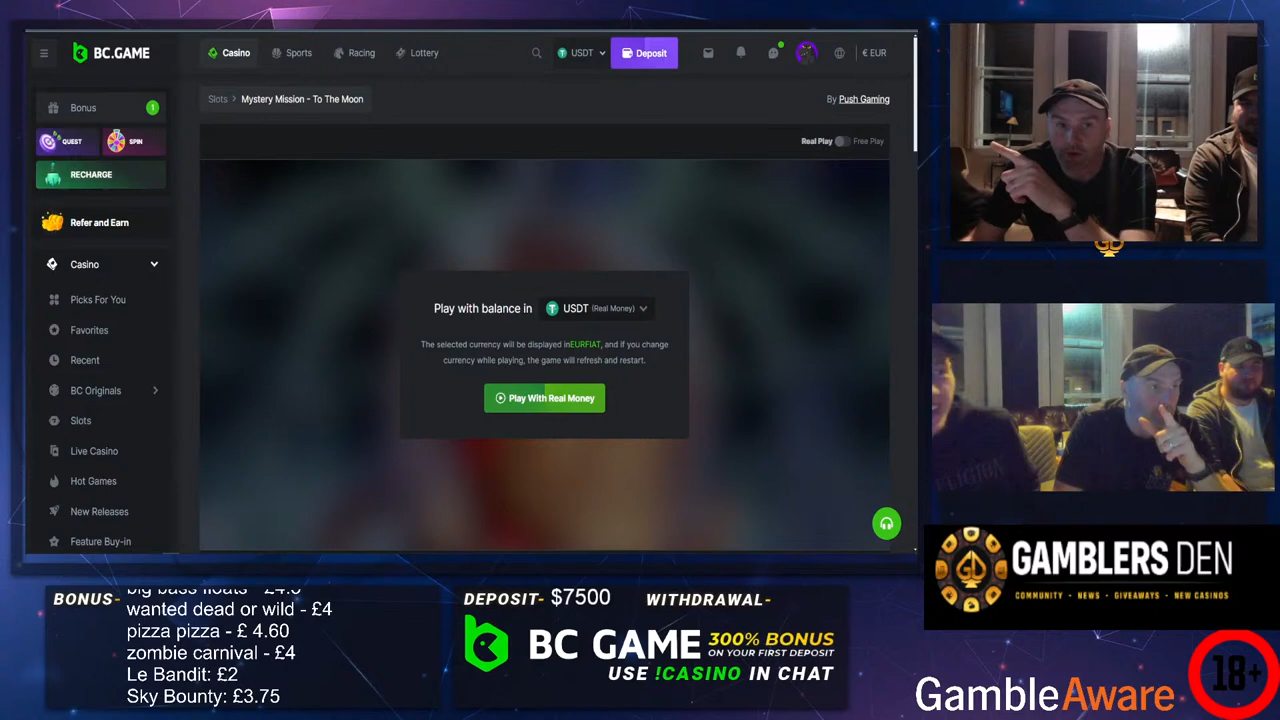 BC.GAME
Casino
Sports
Racing
Lottery
USDT
Deposit
€ EUR
Bonus
1
QUEST
SPIN
RECHARGE
Refer and Earn
Casino
Picks For You
Favorites
Recent
BC Originals
Slots
Live Casino
Hot Games
New Releases
Feature Buy-in
Slots > Mystery Mission - To The Moon
By Push Gaming
Real Play
Free Play
Play with balance in
USDT (Real Money)
The selected currency will be displayed inEURFIAT, and if you change
currency while playing, the game will refresh and restart.
Play With Real Money
GD
GD
GAMBLERS DEN
COMMUNITY - NEWS - GIVEAWAYS - NEW CASINOS
BONUS-
wanted dead or wild - £4
pizza pizza - £ 4.60
zombie carnival - £4
Le Bandit: £2
Sky Bounty: £3.75
DEPOSIT- $7500
WITHDRAWAL-
BC GAME
300% BONUS
ON YOUR FIRST DEPOSIT
USE !CASINO IN CHAT
GambleAware
18+